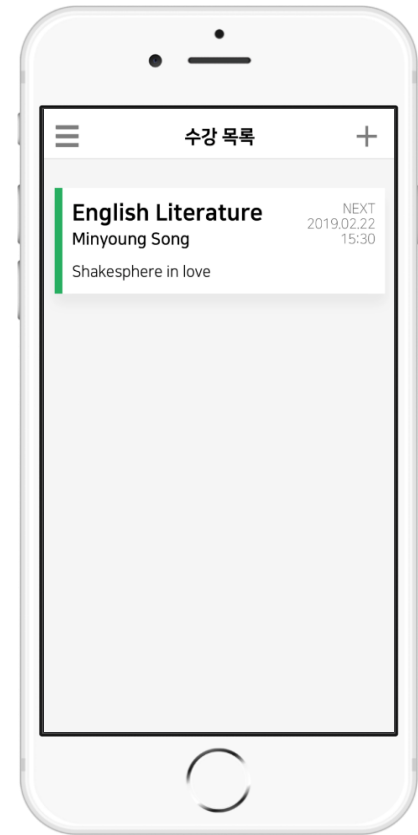 수강 목록
English Literature
NEXT
Minyoung Song
2019.02.22
15:30
Shakesphere in love